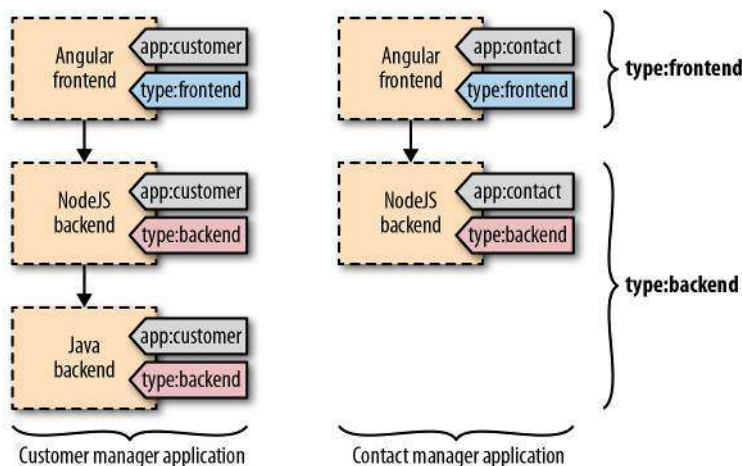 Angular
frontend
app:customer
type:frontend
Angular
frontend
app:contact
type:frontend
type:frontend
NodeJS
backend
app:customer
type:backend
NodeJS
backend
app:contact
type:backend
type:backend
Java
backend
app:customer
type:backend
Customer manager application
Contact manager application